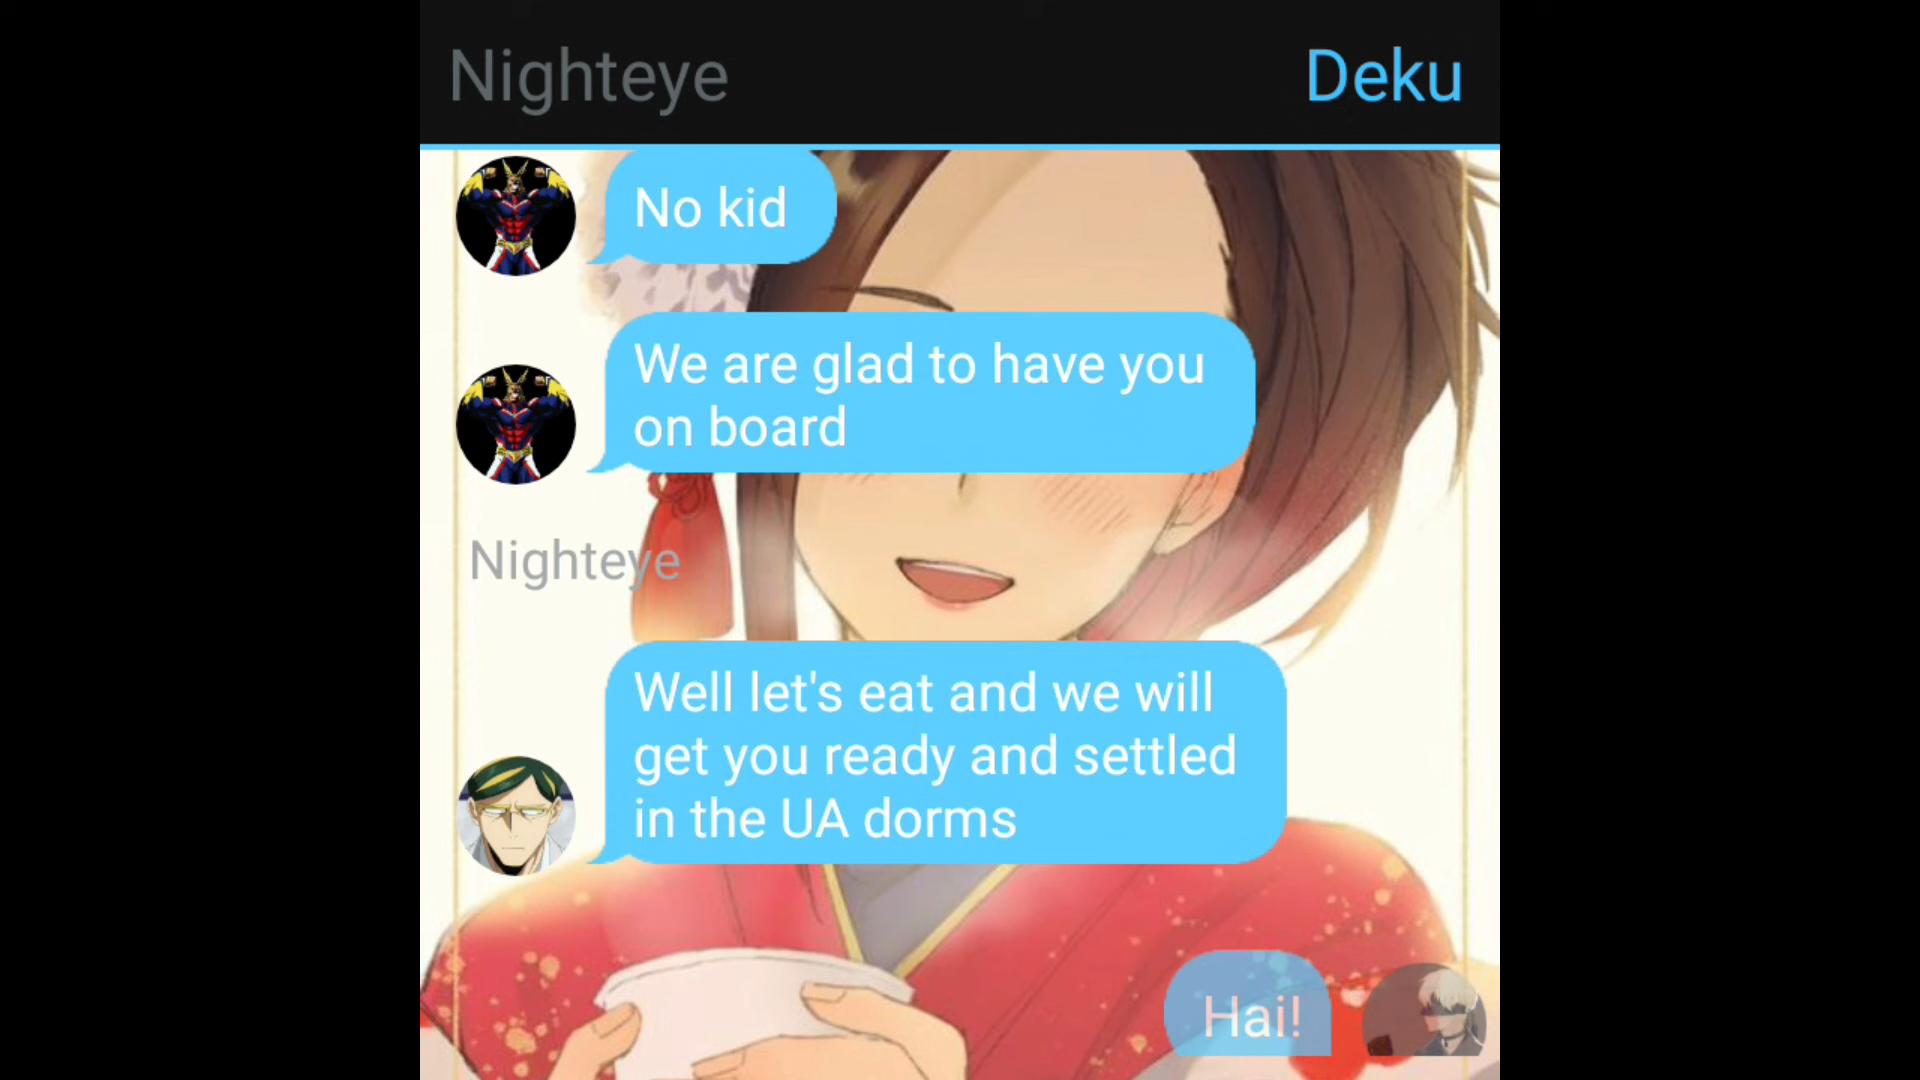 Nighteye
Deku
No kid
We are glad to have you
on board
Nighteye
Well let's eat and we will
get you ready and settled
in the UA dorms
Hai!